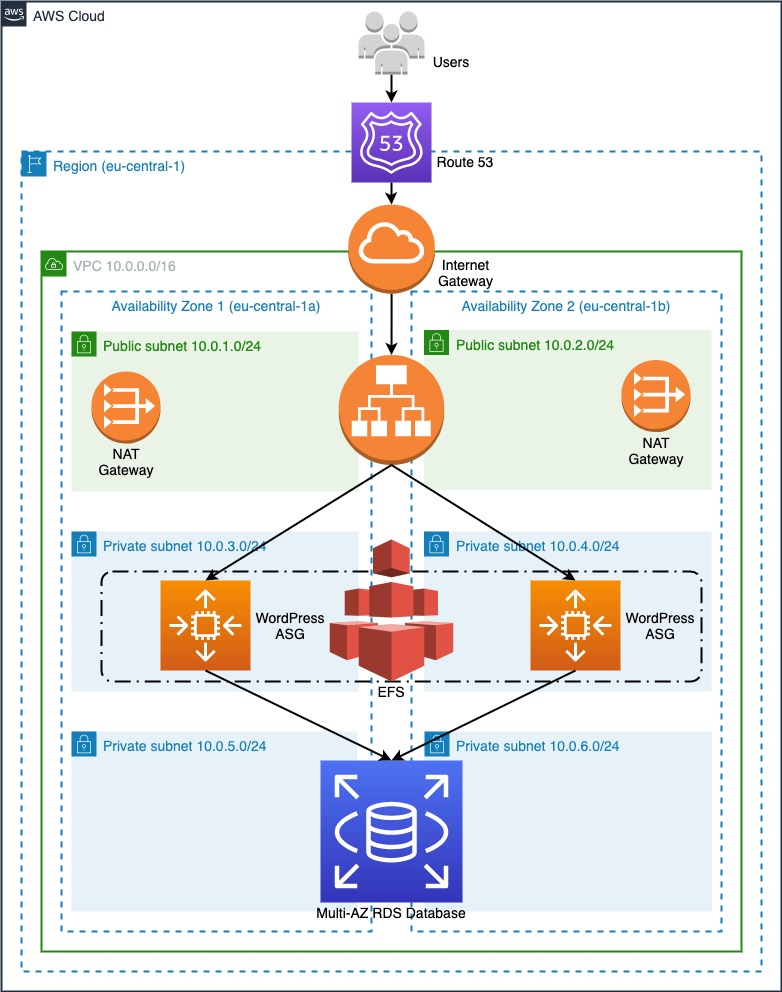 aws
AWS Cloud
Users
53
Route 53
Region (eu-central-1)
Internet
Gateway
VPC 10.0.0.0/16
Availability Zone 1 (eu-central-1a)
Availability Zone 2 (eu-central-1b)
Public subnet 10.0.1.0/24
Public subnet 10.0.2.0/24
NAT
Gateway
NAT
Gateway
Private subnet 10.0.3.0/24
Private subnet 10.0.4.0/24
WordPress
ASG
WordPress
ASG
EFS
Private subnet 10.0.5.0/24
Private subnet 10.0.6.0/24
Multi-AZ RDS Database